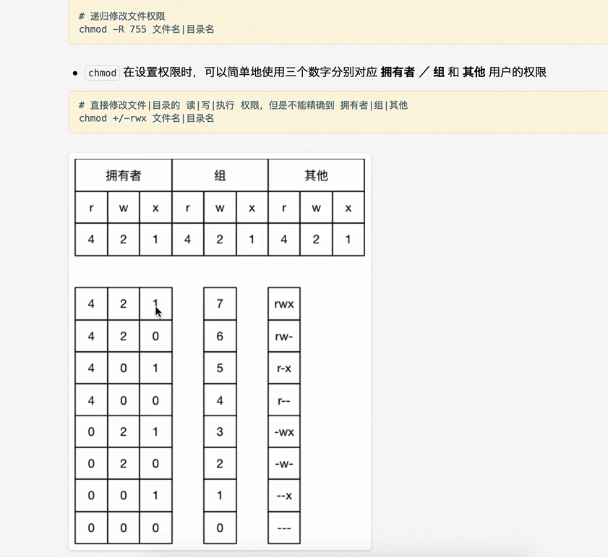 # 递归修改文件权限
chmod -R 755 文件名|目录名
chmod 在设置权限时，可以简单地使用三个数字分别对应 拥有者 ／ 组 和 其他 用户的权限
# 直接修改文件|目录的 读|写|执行 权限，但是不能精确到 拥有者|组|其他
chmod +/-rwx 文件名|目录名
拥有者 组 其他
r w x r w x r w x
4 2 1 4 2 1 4 2 1
4 2 1 7 rwx
4 2 0 6 rw-
4 0 1 5 r-x
4 0 0 4 r--
0 2 1 3 -wx
0 2 0 2 -w-
0 0 1 1 --x
0 0 0 0 ---